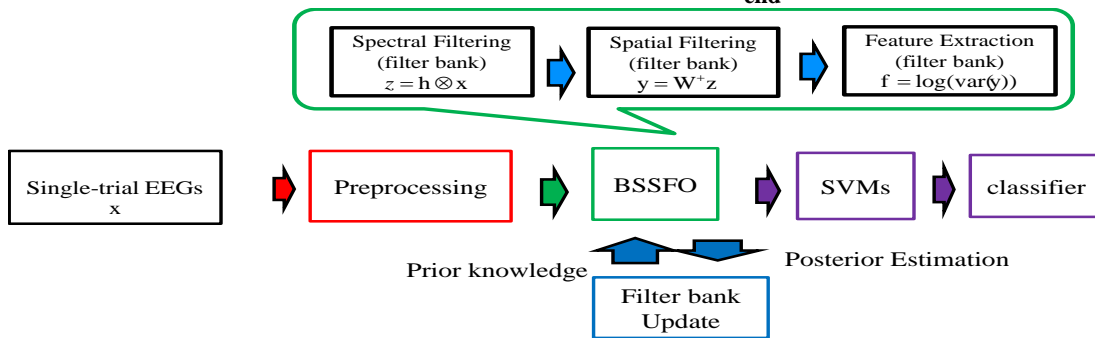 end
Spectral Filtering
(filter bank)
z = h ⊗ x
Spatial Filtering
(filter bank)
y = W⁺z
Feature Extraction
(filter bank)
f = log(var(y))
Single-trial EEGs
x
Preprocessing
BSSFO
SVMs
classifier
Prior knowledge
Posterior Estimation
Filter bank
Update